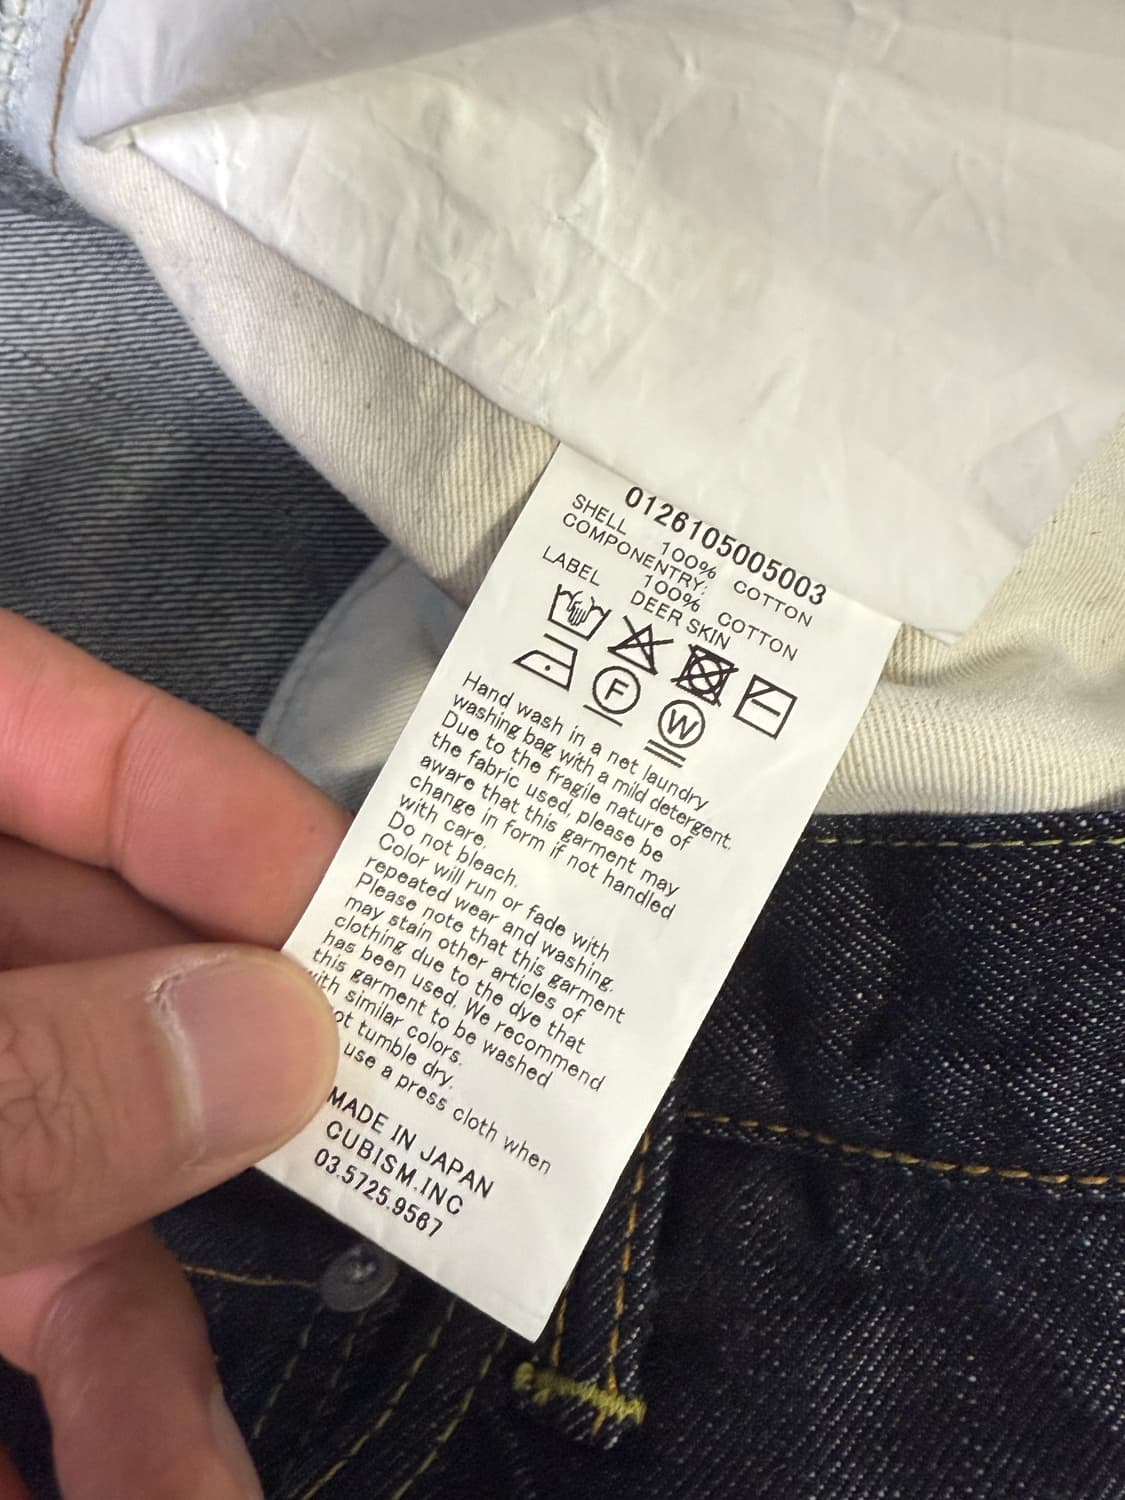 0126105005003
SHELL 100% COTTON
COMPONENTRY:
100% COTTON
LABEL DEER SKIN
F
W
Hand wash in a net laundry
washing bag with a mild detergent.
Due to the fragile nature of
the fabric used, please be
aware that this garment may
change in form if not handled
with care.
Do not bleach.
Color will run or fade with
repeated wear and washing.
Please note that this garment
may stain other articles of
clothing due to the dye that
has been used. We recommend
this garment to be washed
with similar colors.
tumble dry.
use a press cloth when
MADE IN JAPAN
CUBISM.INC
03.5725.9567